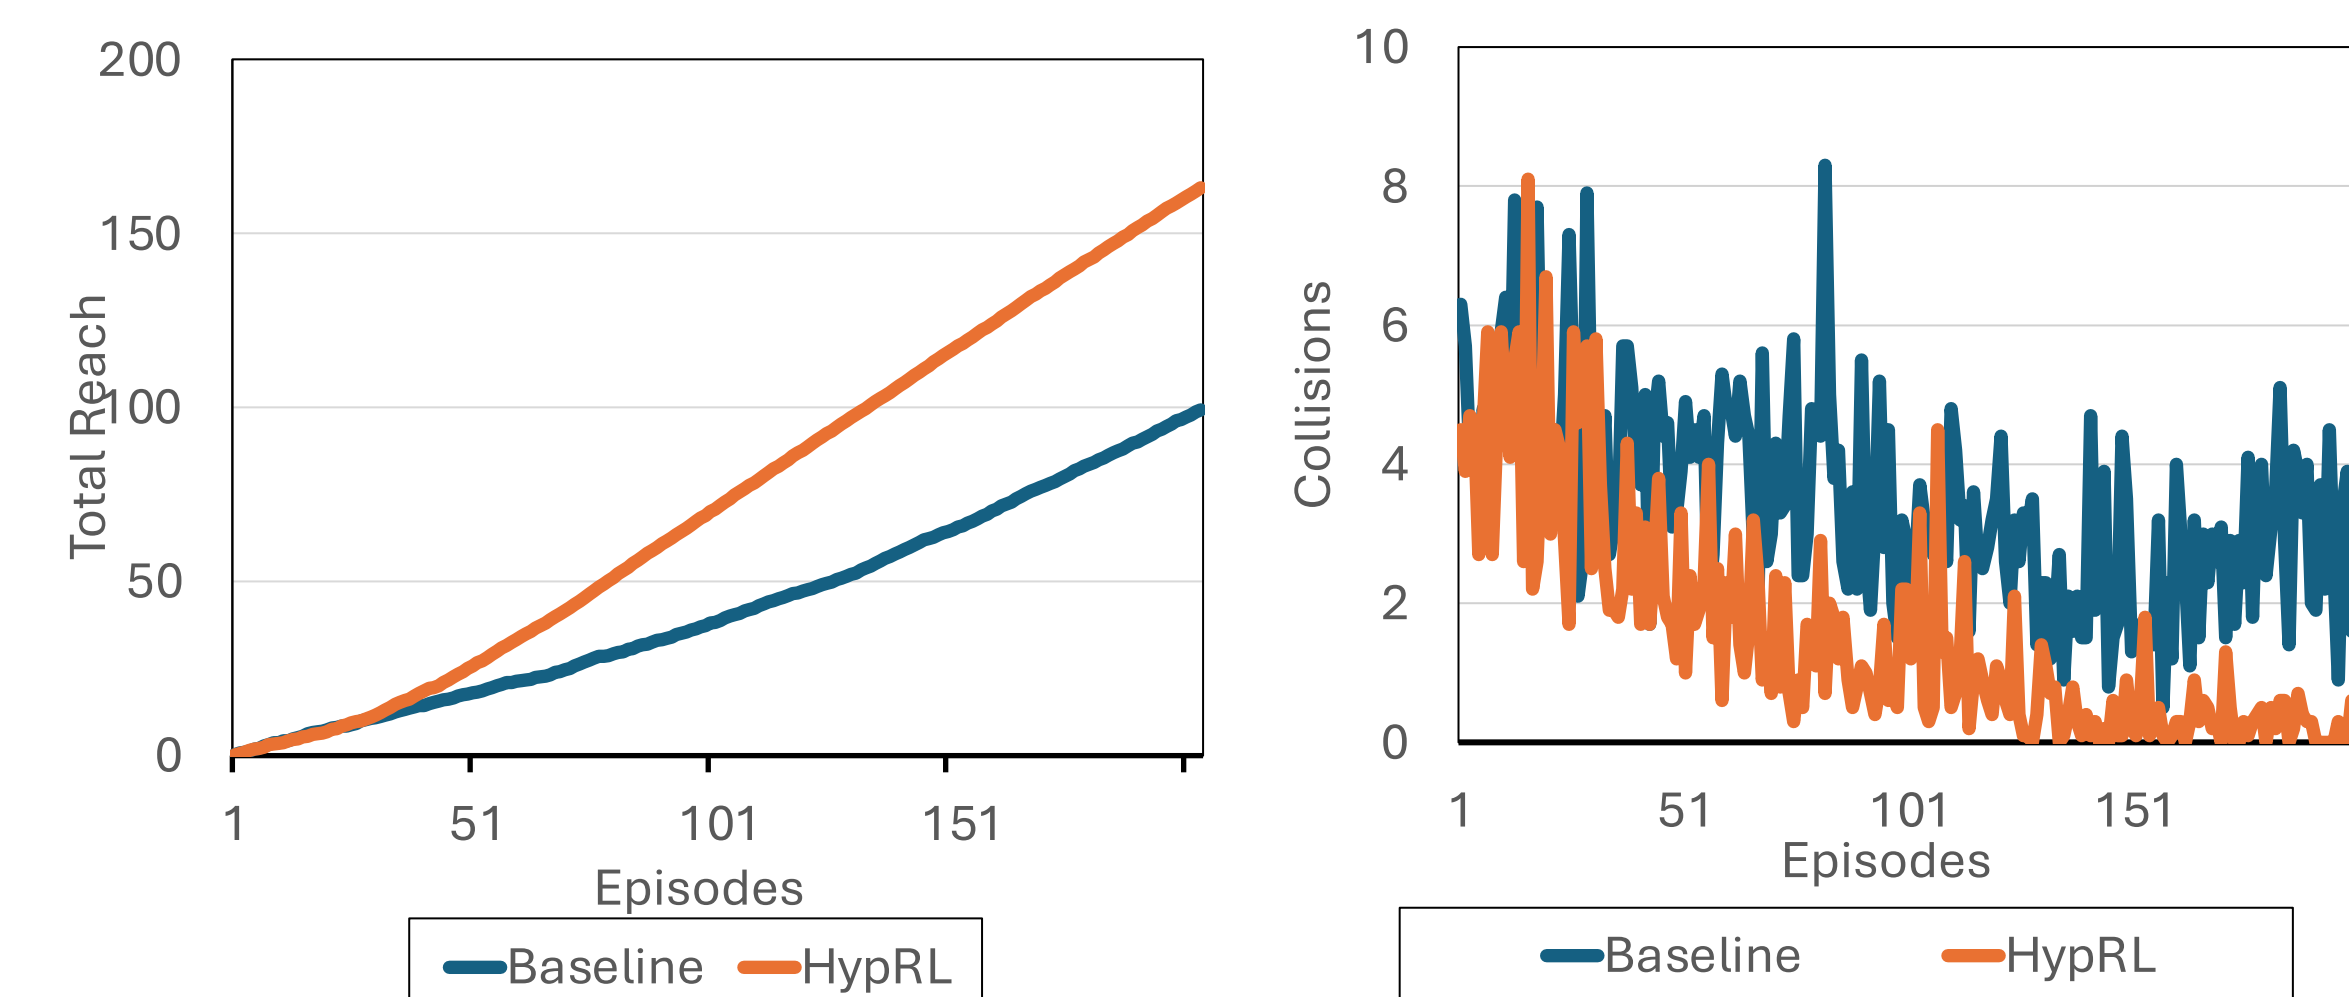 200
150
100
50
0
Total Reach
1 51 101 151
Episodes
Baseline HypRL
10
8
6
4
2
0
Collisions
1 51 101 151
Episodes
Baseline HypRL